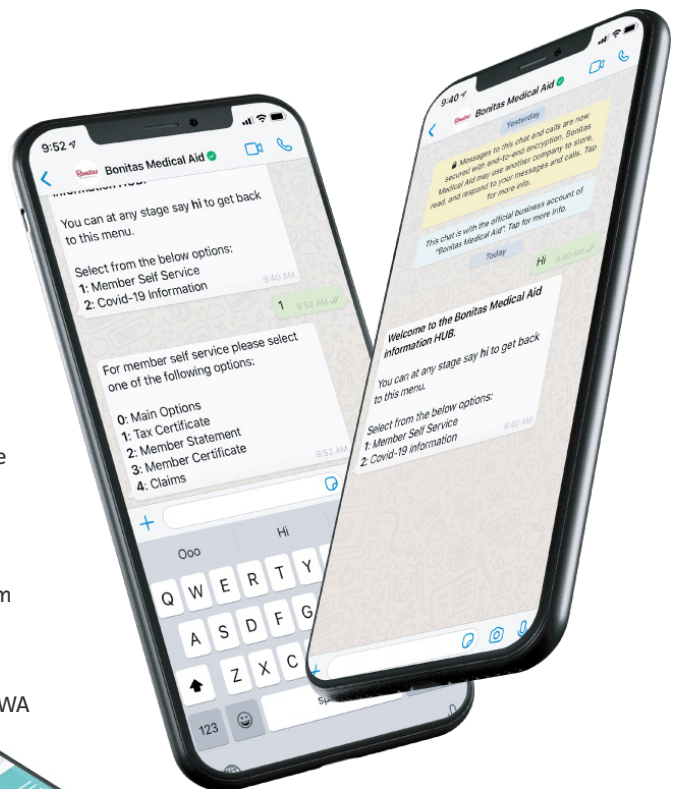 9:52
Bonitas
Bonitas Medical Aid
You can at any stage say hi to get back
to this menu.
Select from the below options:
1: Member Self Service
2: Covid-19 Information
9:40 AM
1 9:52 AM
For member self service please select
one of the following options:
0: Main Options
1: Tax Certificate
2: Member Statement
3: Member Certificate
4: Claims
9:52 AM
Ooo Hi
Q W E R T Y
A S D F G
Z X C
123
9:40
Bonitas
Bonitas Medical Aid
Yesterday
Messages to this chat and calls are now
secured with end-to-end encryption. Bonitas
Medical Aid may use another company to store,
read, and respond to your messages and calls. Tap
for more info.
This chat is with the official business account of
"Bonitas Medical Aid". Tap for more info.
Today
Hi 9:40 AM
Welcome to the Bonitas Medical Aid
information HUB.
You can at any stage say hi to get back
to this menu.
Select from the below options:
1: Member Self Service
2: Covid-19 information
9:40 AM
e
m
WA